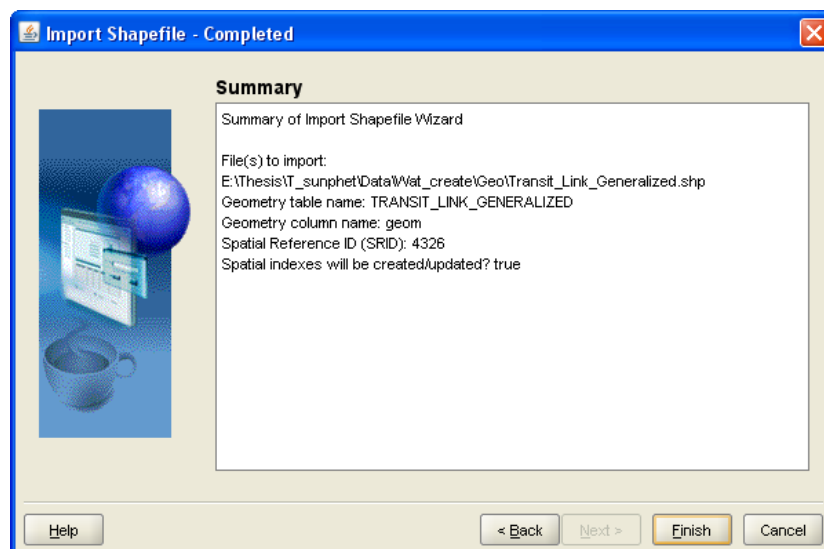 Import Shapefile - Completed
Summary
Summary of Import Shapefile Wizard
File(s) to import:
E:\Thesis\T_sunphet\Data\Wat_create\Geo\Transit_Link_Generalized.shp
Geometry table name: TRANSIT_LINK_GENERALIZED
Geometry column name: geom
Spatial Reference ID (SRID): 4326
Spatial indexes will be created/updated? true
Help < Back Next > Finish Cancel